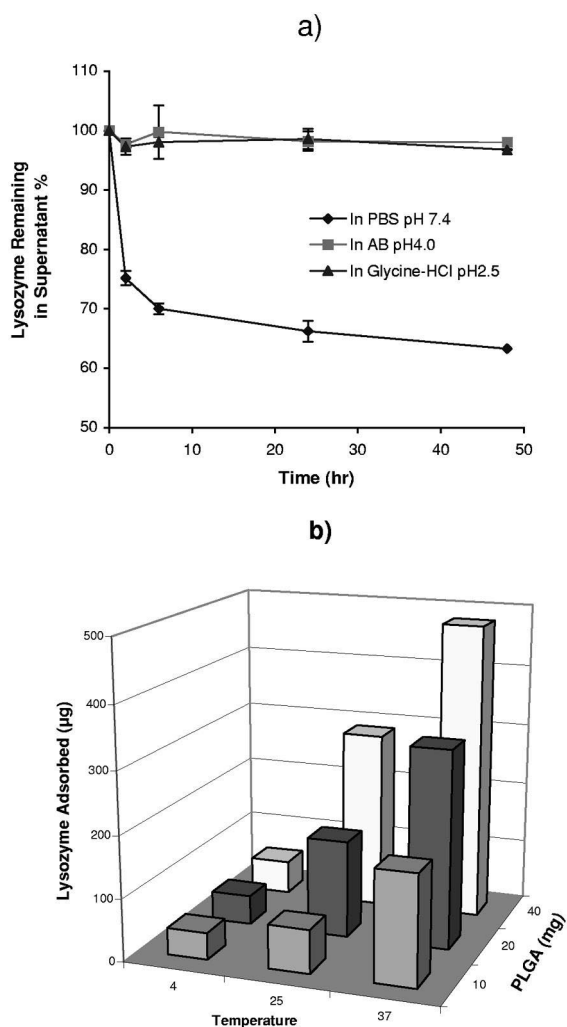 a)
110
100
90
80
70
60
50
Lysozyme Remaining
in Supernatant %
In PBS pH 7.4
In AB pH4.0
In Glycine-HCl pH2.5
0 10 20 30 40 50
Time (hr)
b)
500
400
300
200
100
0
Lysozyme Adsorbed (µg)
4 25 37
Temperature
10
20
40
PLGA (mg)